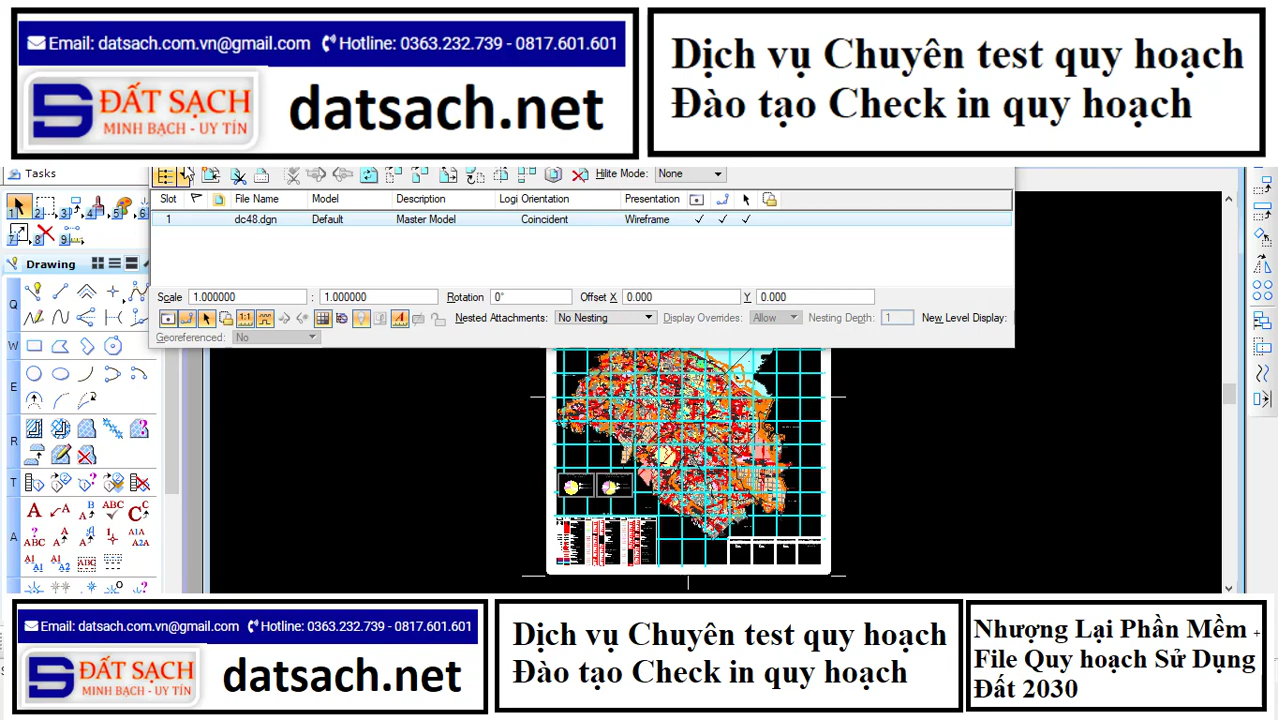 Email: datsach.com.vn@gmail.com Hotline: 0363.232.739 - 0817.601.601
ĐẤT SẠCH
MINH BẠCH - UY TÍN
datsach.net
Dịch vụ Chuyên test quy hoạch
Đào tạo Check in quy hoạch
Tasks
Hilite Mode: None
Slot File Name Model Description Logi Orientation Presentation
1 dc48.dgn Default Master Model Coincident Wireframe
Drawing
Scale 1.000000 : 1.000000 Rotation 0° Offset X 0.000 Y 0.000
Nested Attachments: No Nesting Display Overrides: Allow Nesting Depth: 1 New Level Display:
Georeferenced: No
Q
W
E
R
T
A
Email: datsach.com.vn@gmail.com Hotline: 0363.232.739 - 0817.601.601
ĐẤT SẠCH
MINH BẠCH - UY TÍN
datsach.net
Dịch vụ Chuyên test quy hoạch
Đào tạo Check in quy hoạch
Nhượng Lại Phần Mềm +
File Quy hoạch Sử Dụng
Đất 2030